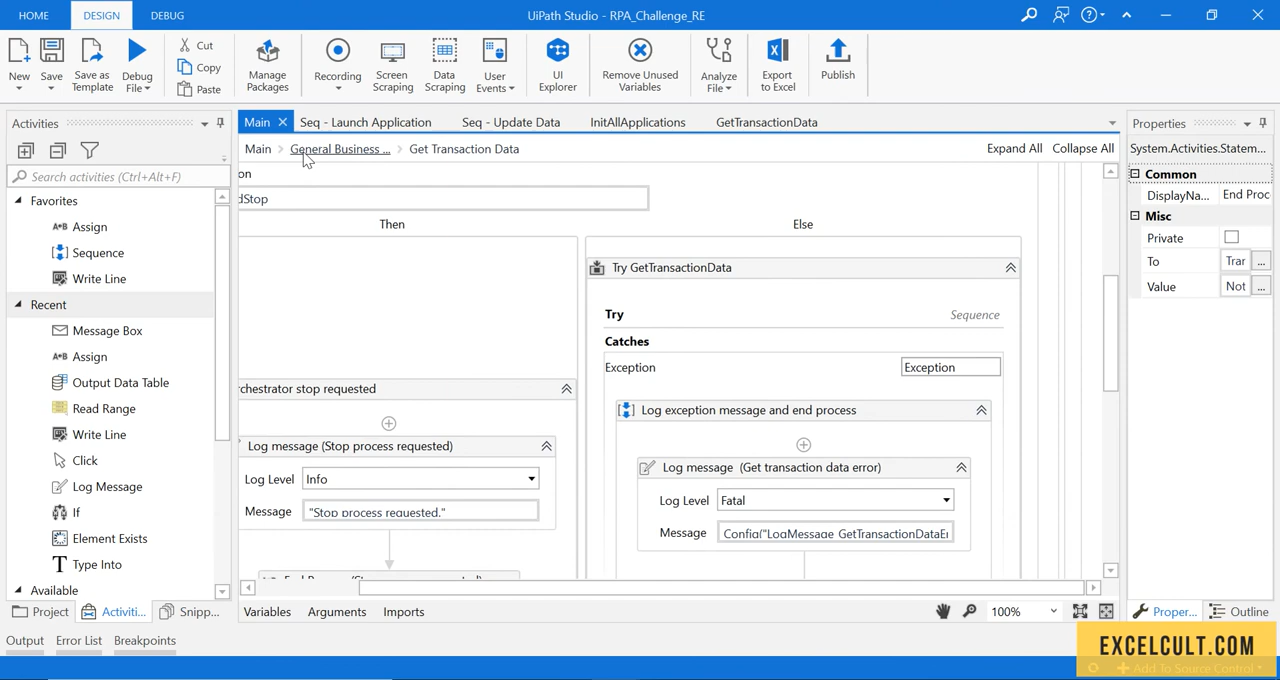 HOME DESIGN DEBUG UiPath Studio - RPA_Challenge_RE
New Save Save as Template Debug File Cut Copy Paste Manage Packages Recording Screen Scraping Data Scraping User Events UI Explorer Remove Unused Variables Analyze File Export to Excel Publish
Activities
Search activities (Ctrl+Alt+F)
Favorites
Assign
Sequence
Write Line
Recent
Message Box
Assign
Output Data Table
Read Range
Write Line
Click
Log Message
If
Element Exists
Type Into
Available
Project Activiti... Snipp...
Main Seq - Launch Application Seq - Update Data InitAllApplications GetTransactionData
Main General Business ... Get Transaction Data Expand All Collapse All
on
dStop
Then Else
Try GetTransactionData
Try Sequence
Catches
Exception Exception
rchestrator stop requested
Log exception message and end process
Log message (Stop process requested)
Log message (Get transaction data error)
Log Level Info
Log Level Fatal
Message "Stop process requested."
Message Config("LogMessage_GetTransactionDataEr
Variables Arguments Imports 100%
Properties
System.Activities.Statem...
Common
DisplayNa... End Proc
Misc
Private
To Trar ...
Value Not ...
Proper... Outline
Output Error List Breakpoints
EXCELCULT.COM
Add To Source Control